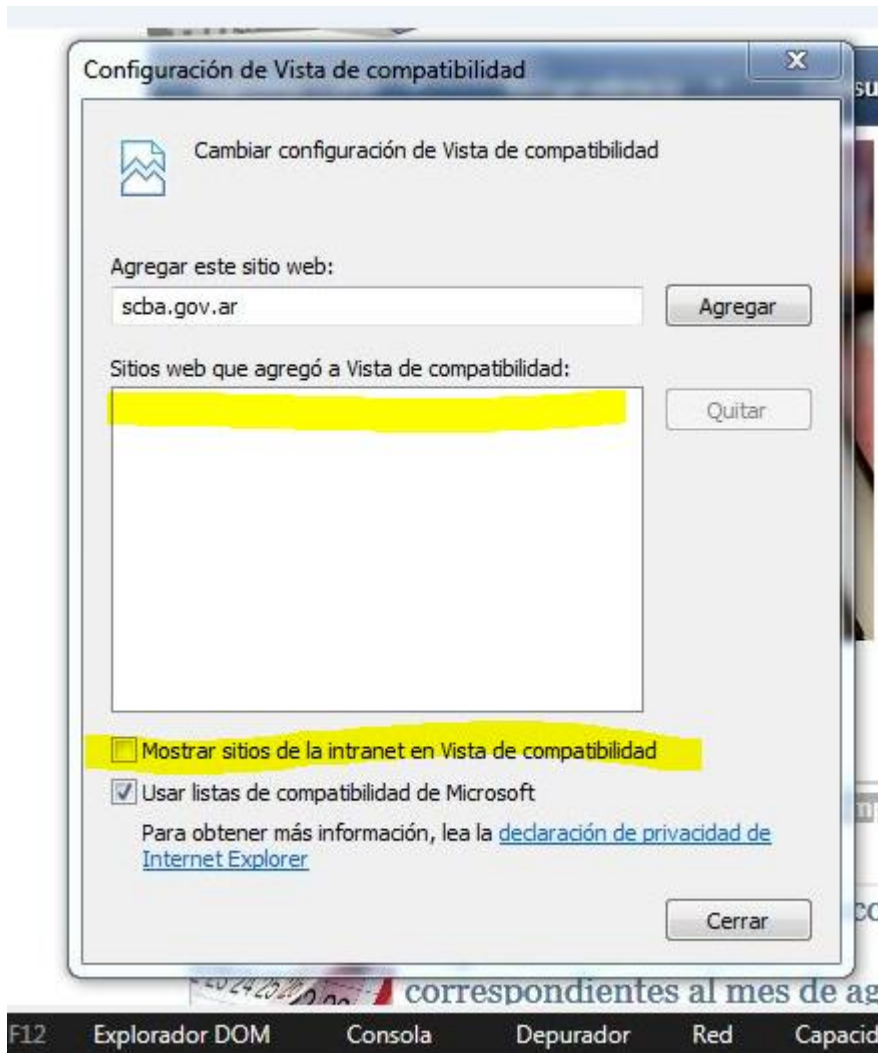 Configuración de Vista de compatibilidad
Cambiar configuración de Vista de compatibilidad
Agregar este sitio web:
scba.gov.ar
Agregar
Sitios web que agregó a Vista de compatibilidad:
Quitar
Mostrar sitios de la intranet en Vista de compatibilidad
Usar listas de compatibilidad de Microsoft
Para obtener más información, lea la declaración de privacidad de
Internet Explorer
Cerrar
correspondientes al mes de
F12 Explorador DOM Consola Depurador Red